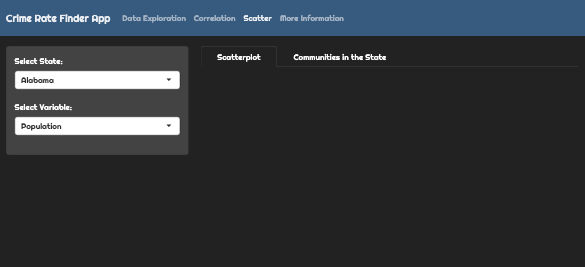 Crime Rate Finder App Data Exploration Correlation Scatter More Information
Select State:
Alabama
Select Variable:
Population
Scatterplot Communities in the State